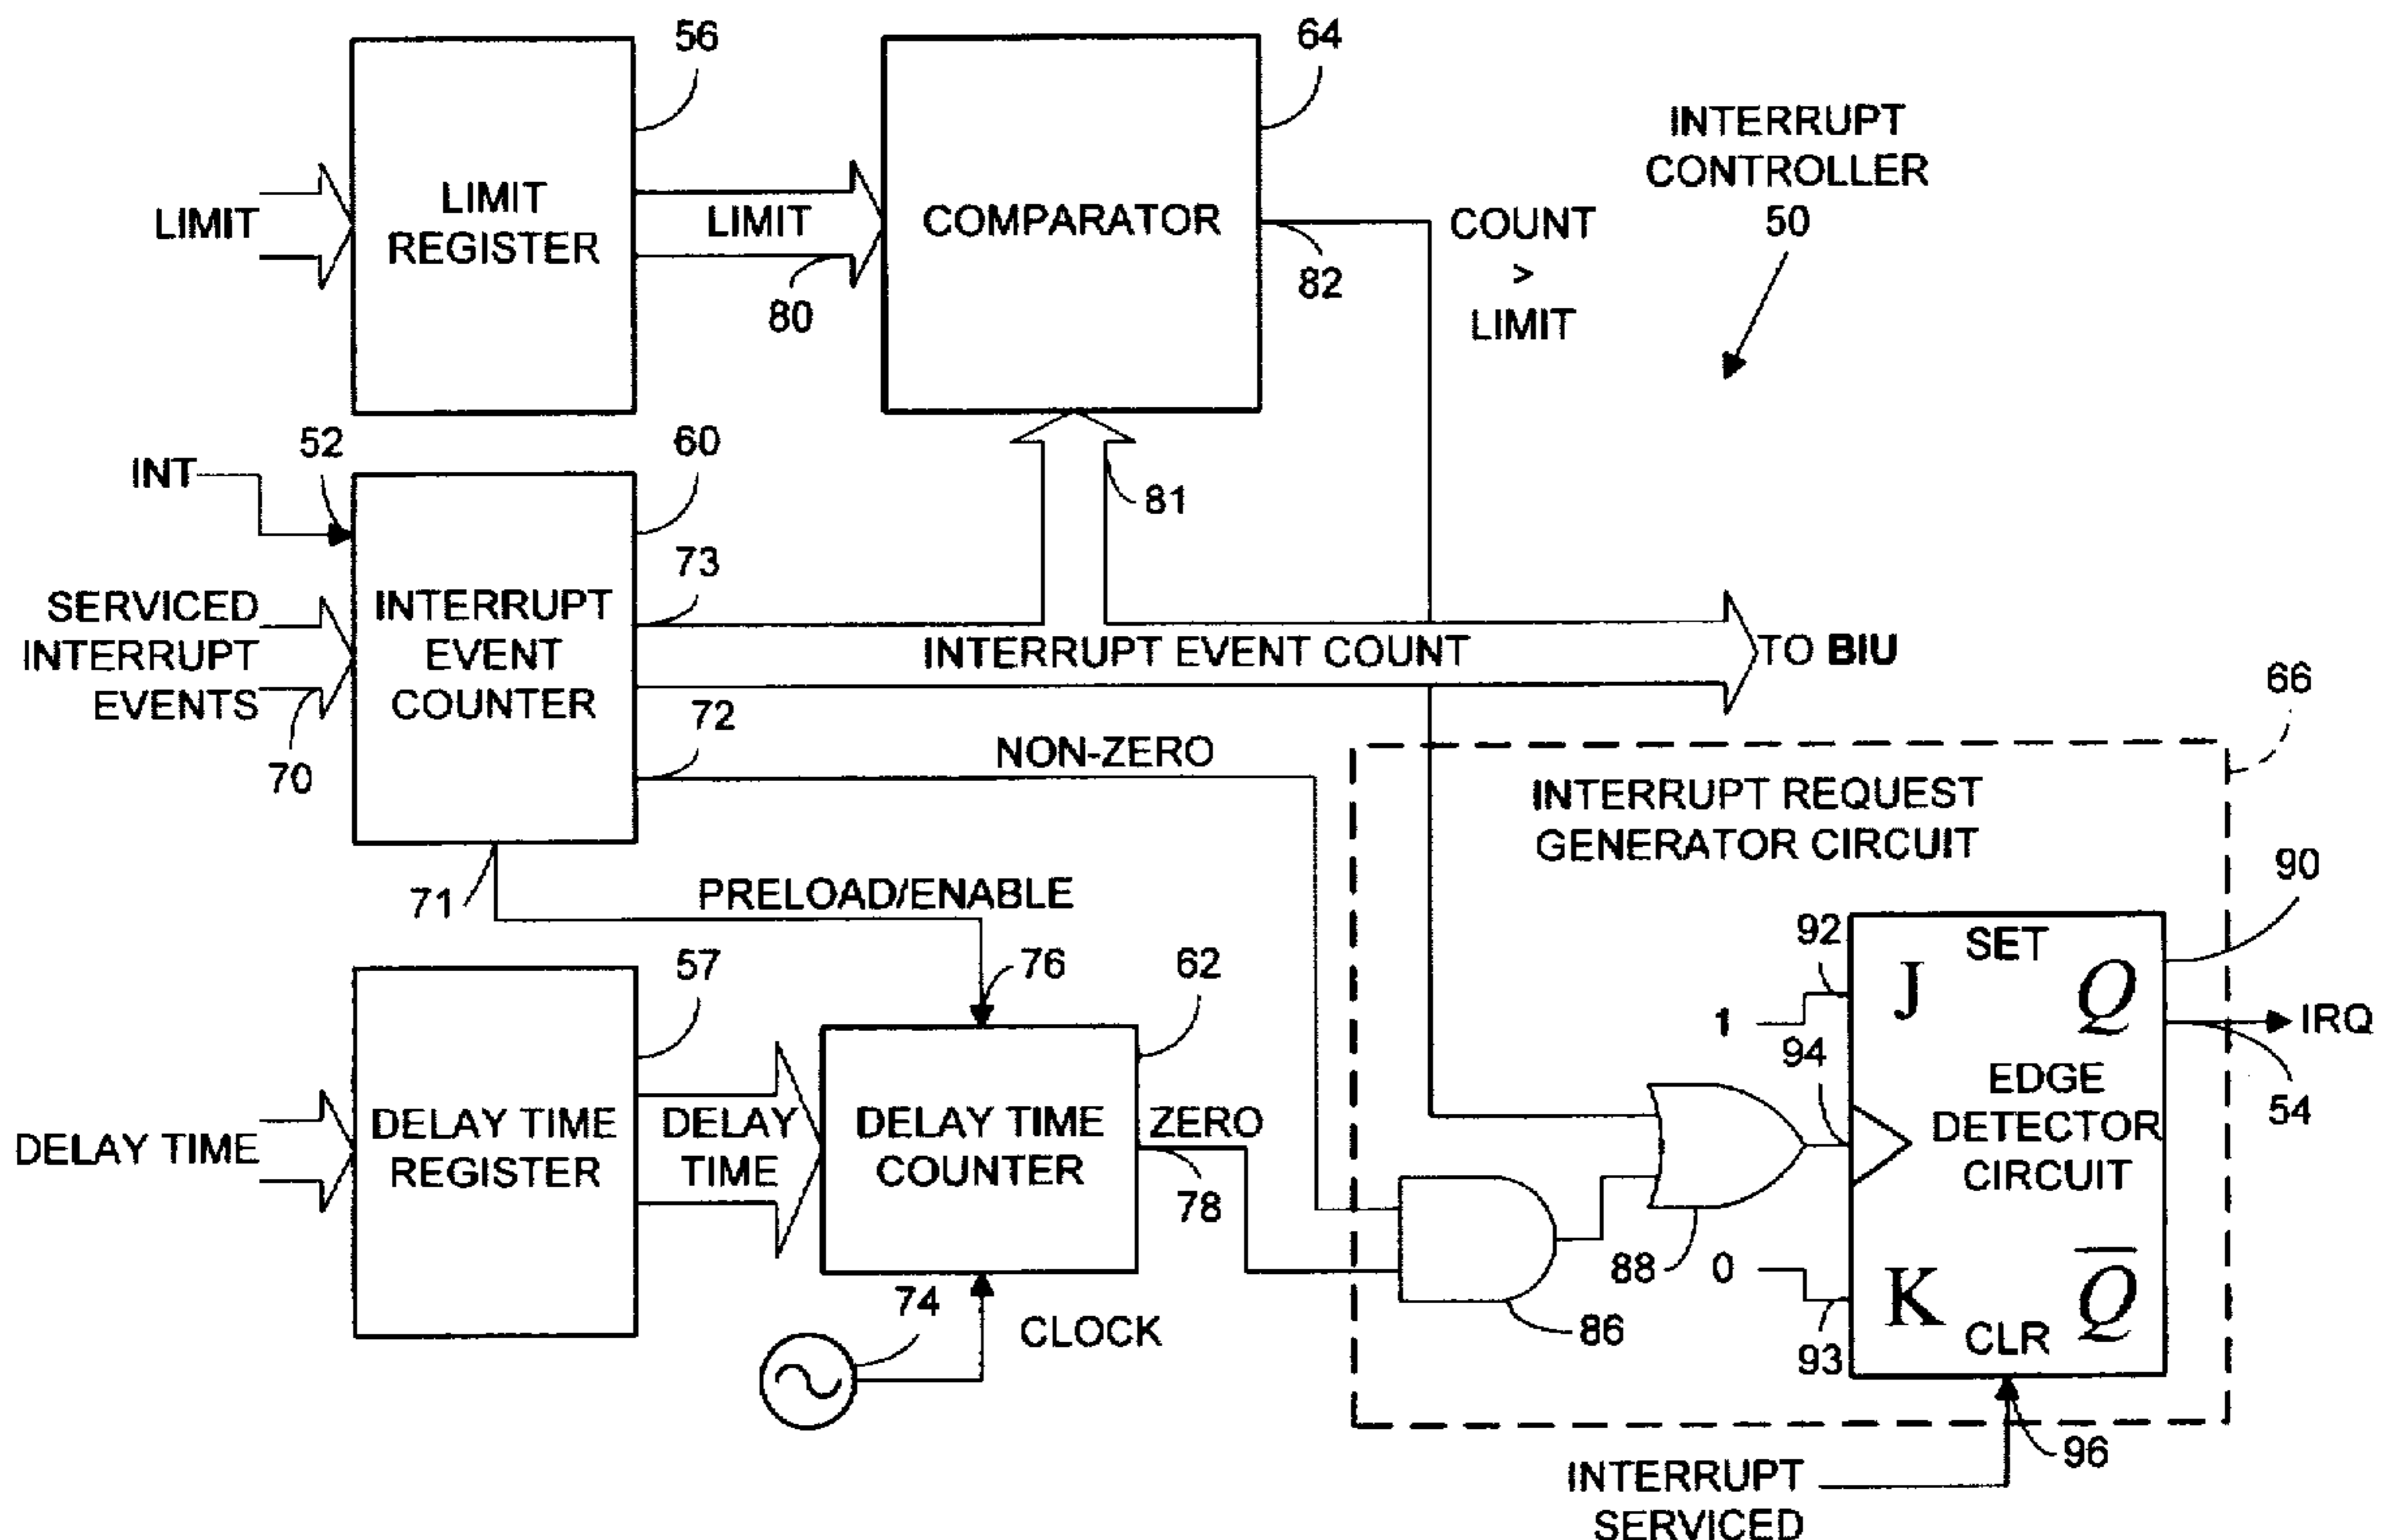 56
64
LIMIT
LIMIT
REGISTER
LIMIT
80
COMPARATOR
82
COUNT
>
LIMIT
INTERRUPT
CONTROLLER
50
INT
52
60
73
81
SERVICED
INTERRUPT
EVENTS
70
INTERRUPT
EVENT
COUNTER
INTERRUPT EVENT COUNT
TO BIU
72
NON-ZERO
66
INTERRUPT REQUEST
GENERATOR CIRCUIT
71
PRELOAD/ENABLE
57
76
62
90
DELAY TIME
DELAY TIME
REGISTER
DELAY
TIME
DELAY TIME
COUNTER
ZERO
78
74
CLOCK
86
88
92
1
94
0
93
SET
J
Q
EDGE
DETECTOR
CIRCUIT
K
CLR
Q̅
IRQ
54
96
INTERRUPT
SERVICED